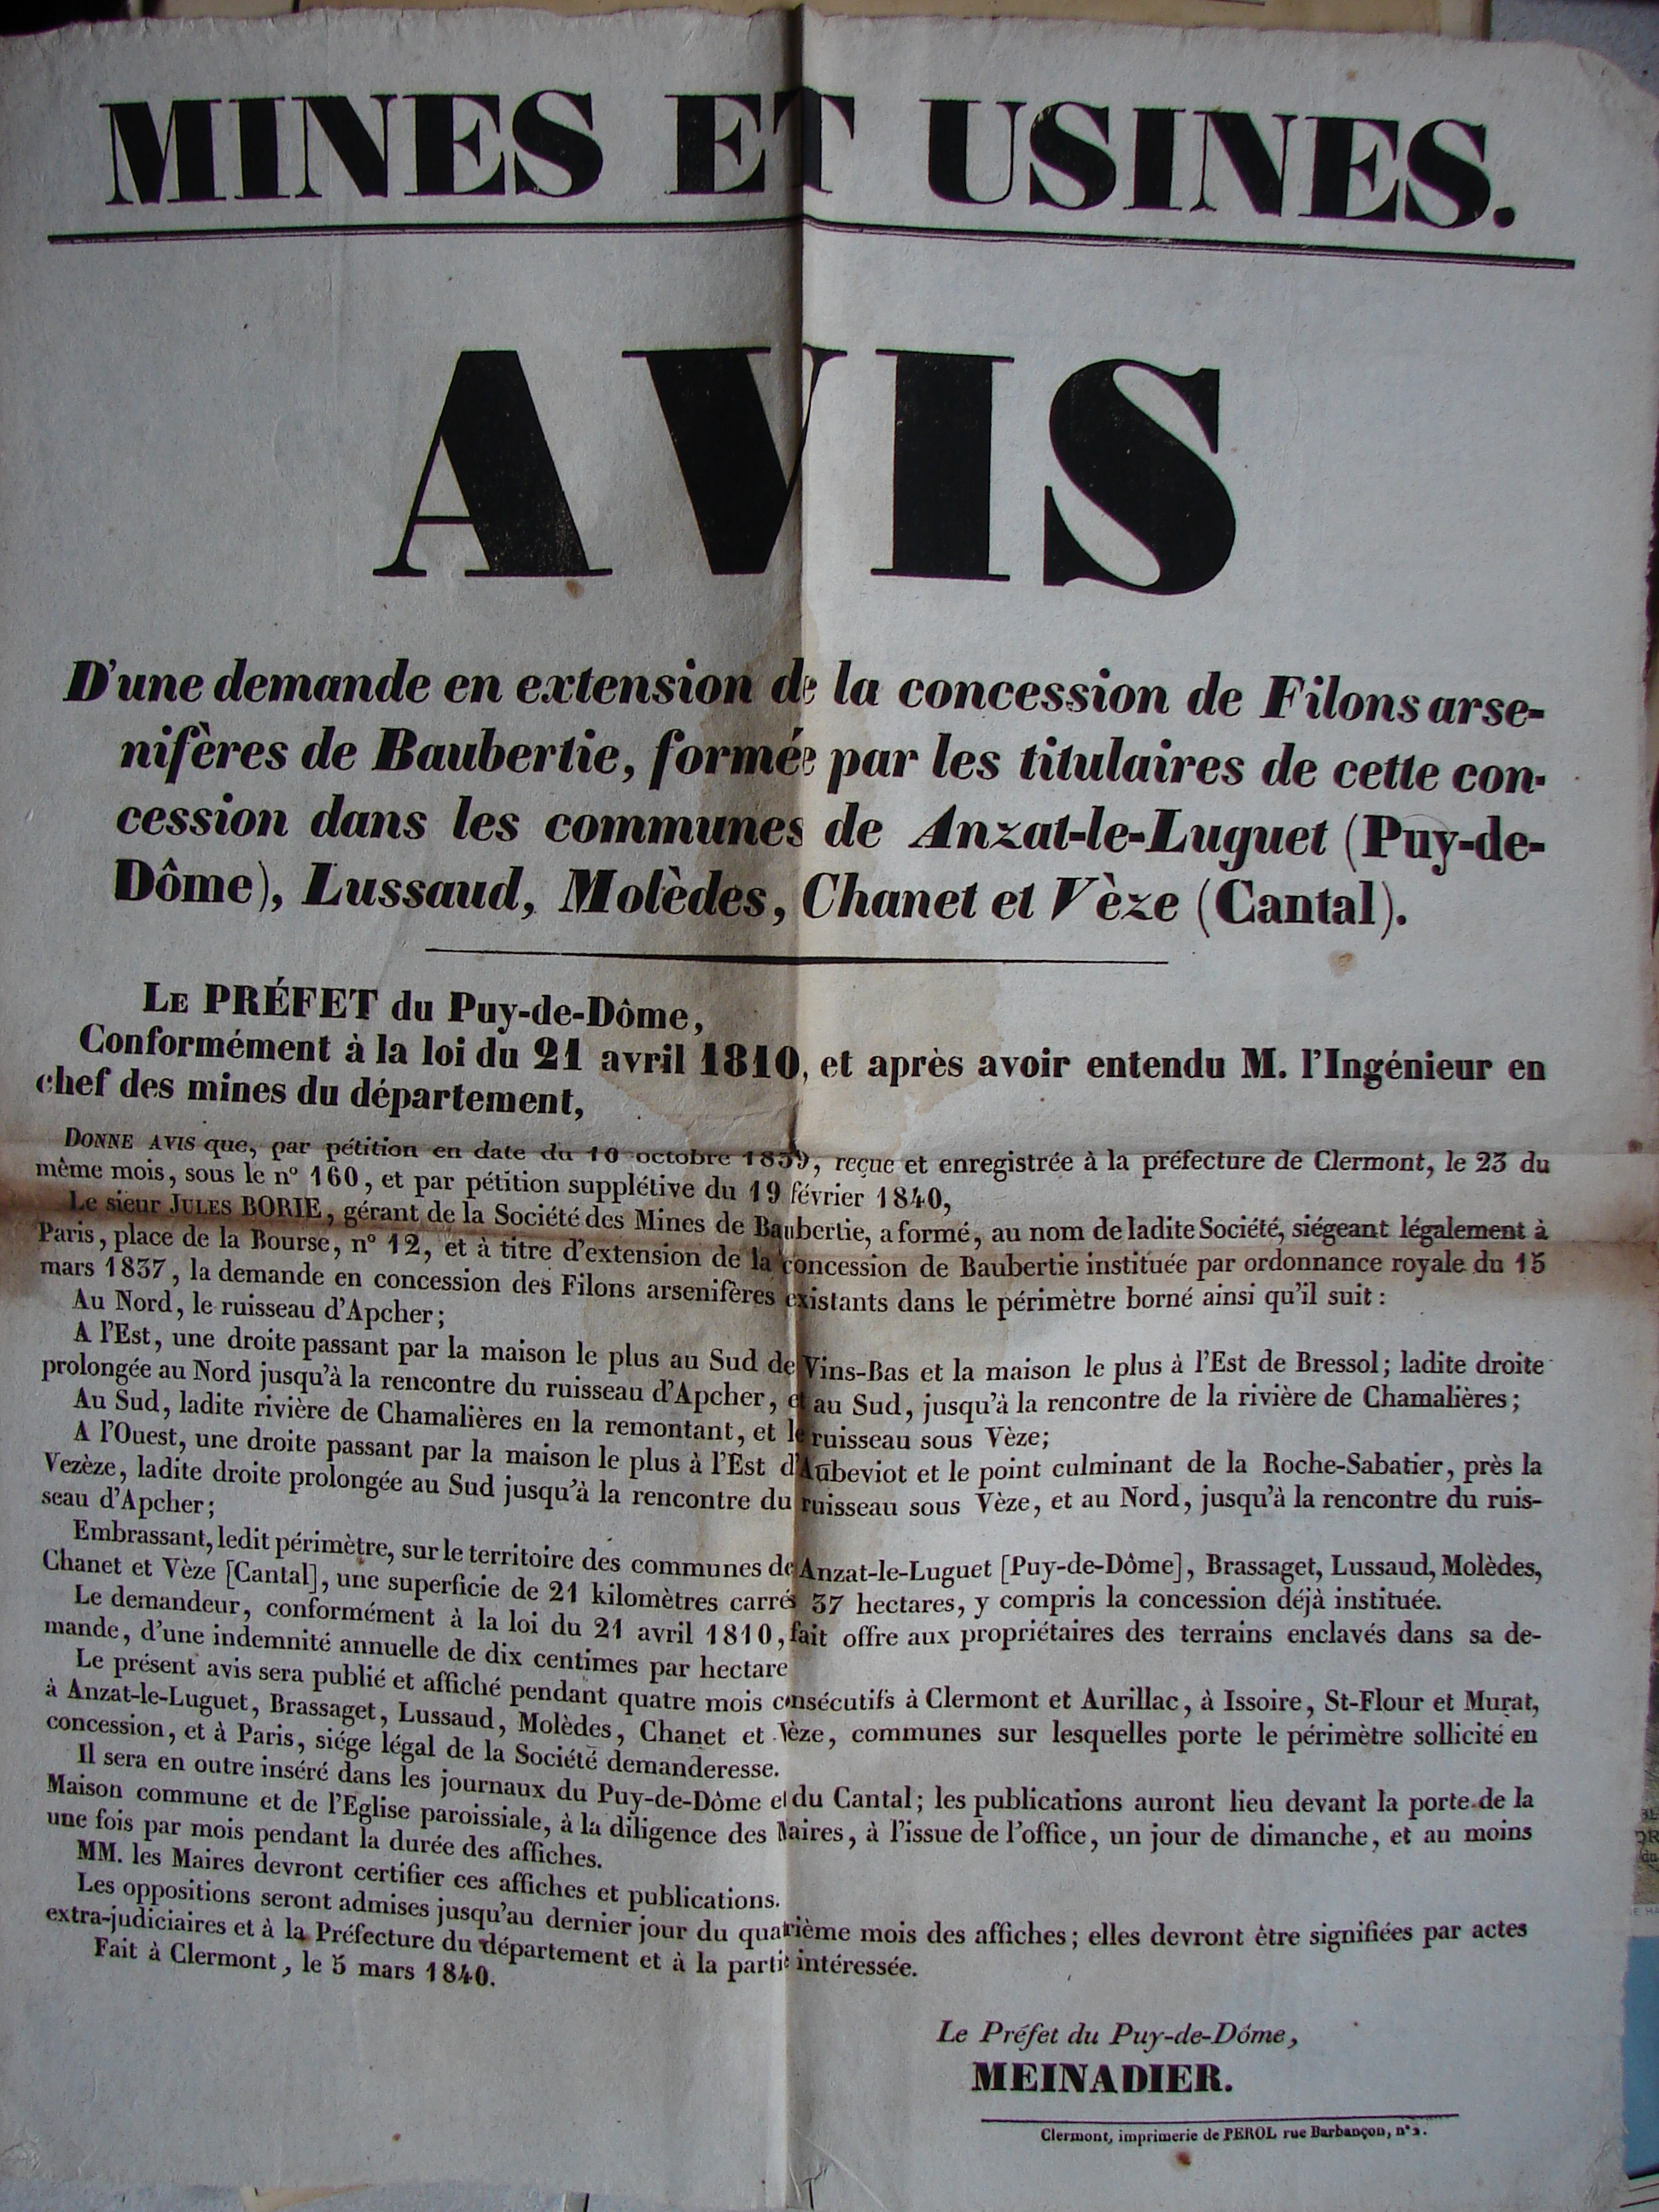 MINES ET USINES.
AVIS
D'une demande en extension de la concession de Filons arse-
nifères de Baubertie, formée par les titulaires de cette con-
cession dans les communes de Anzat-le-Luguet (Puy-de-
Dôme), Lussaud, Molèdes, Chanet et Vèze (Cantal).
LE PRÉFET du Puy-de-Dôme,
Conformément à la loi du 21 avril 1810, et après avoir entendu M. l'Ingénieur en
chef des mines du département,
DONNE AVIS que, par pétition en date du 10 octobre 1839, reçue et enregistrée à la préfecture de Clermont, le 23 du
même mois, sous le n° 160, et par pétition supplétive du 19 février 1840,
Le sieur JULES BORIE, gérant de la Société des Mines de Baubertie, a formé, au nom de ladite Société, siégeant légalement à
Paris, place de la Bourse, n° 12, et à titre d'extension de la concession de Baubertie instituée par ordonnance royale du 15
mars 1837, la demande en concession des Filons arsenifères existants dans le périmètre borné ainsi qu'il suit :
Au Nord, le ruisseau d'Apcher;
A l'Est, une droite passant par la maison le plus au Sud de Vins-Bas et la maison le plus à l'Est de Bressol; ladite droite
prolongée au Nord jusqu'à la rencontre du ruisseau d'Apcher, et au Sud, jusqu'à la rencontre de la rivière de Chamalières;
Au Sud, ladite rivière de Chamalières en la remontant, et le ruisseau sous Vèze;
A l'Ouest, une droite passant par la maison le plus à l'Est d'Aubeviot et le point culminant de la Roche-Sabatier, près la
Vezèze, ladite droite prolongée au Sud jusqu'à la rencontre du ruisseau sous Vèze, et au Nord, jusqu'à la rencontre du ruis-
seau d'Apcher;
Embrassant, ledit périmètre, sur le territoire des communes de Anzat-le-Luguet [Puy-de-Dôme], Brassaget, Lussaud, Molèdes,
Chanet et Vèze [Cantal], une superficie de 21 kilomètres carrés 37 hectares, y compris la concession déjà instituée.
Le demandeur, conformément à la loi du 21 avril 1810, fait offre aux propriétaires des terrains enclavés dans sa de-
mande, d'une indemnité annuelle de dix centimes par hectare
Le présent avis sera publié et affiché pendant quatre mois consécutifs à Clermont et Aurillac, à Issoire, St-Flour et Murat,
à Anzat-le-Luguet, Brassaget, Lussaud, Molèdes, Chanet et Vèze, communes sur lesquelles porte le périmètre sollicité en
concession, et à Paris, siége légal de la Société demanderesse.
Il sera en outre inséré dans les journaux du Puy-de-Dôme et du Cantal; les publications auront lieu devant la porte de la
Maison commune et de l'Eglise paroissiale, à la diligence des Maires, à l'issue de l'office, un jour de dimanche, et au moins
une fois par mois pendant la durée des affiches.
MM. les Maires devront certifier ces affiches et publications.
Les oppositions seront admises jusqu'au dernier jour du quatrième mois des affiches; elles devront être signifiées par actes
extra-judiciaires et à la Préfecture du département et à la partie intéressée.
Fait à Clermont, le 5 mars 1840.
Le Préfet du Puy-de-Dôme,
MEINADIER.
Clermont, imprimerie de PEROL rue Barbançon, n° 2.